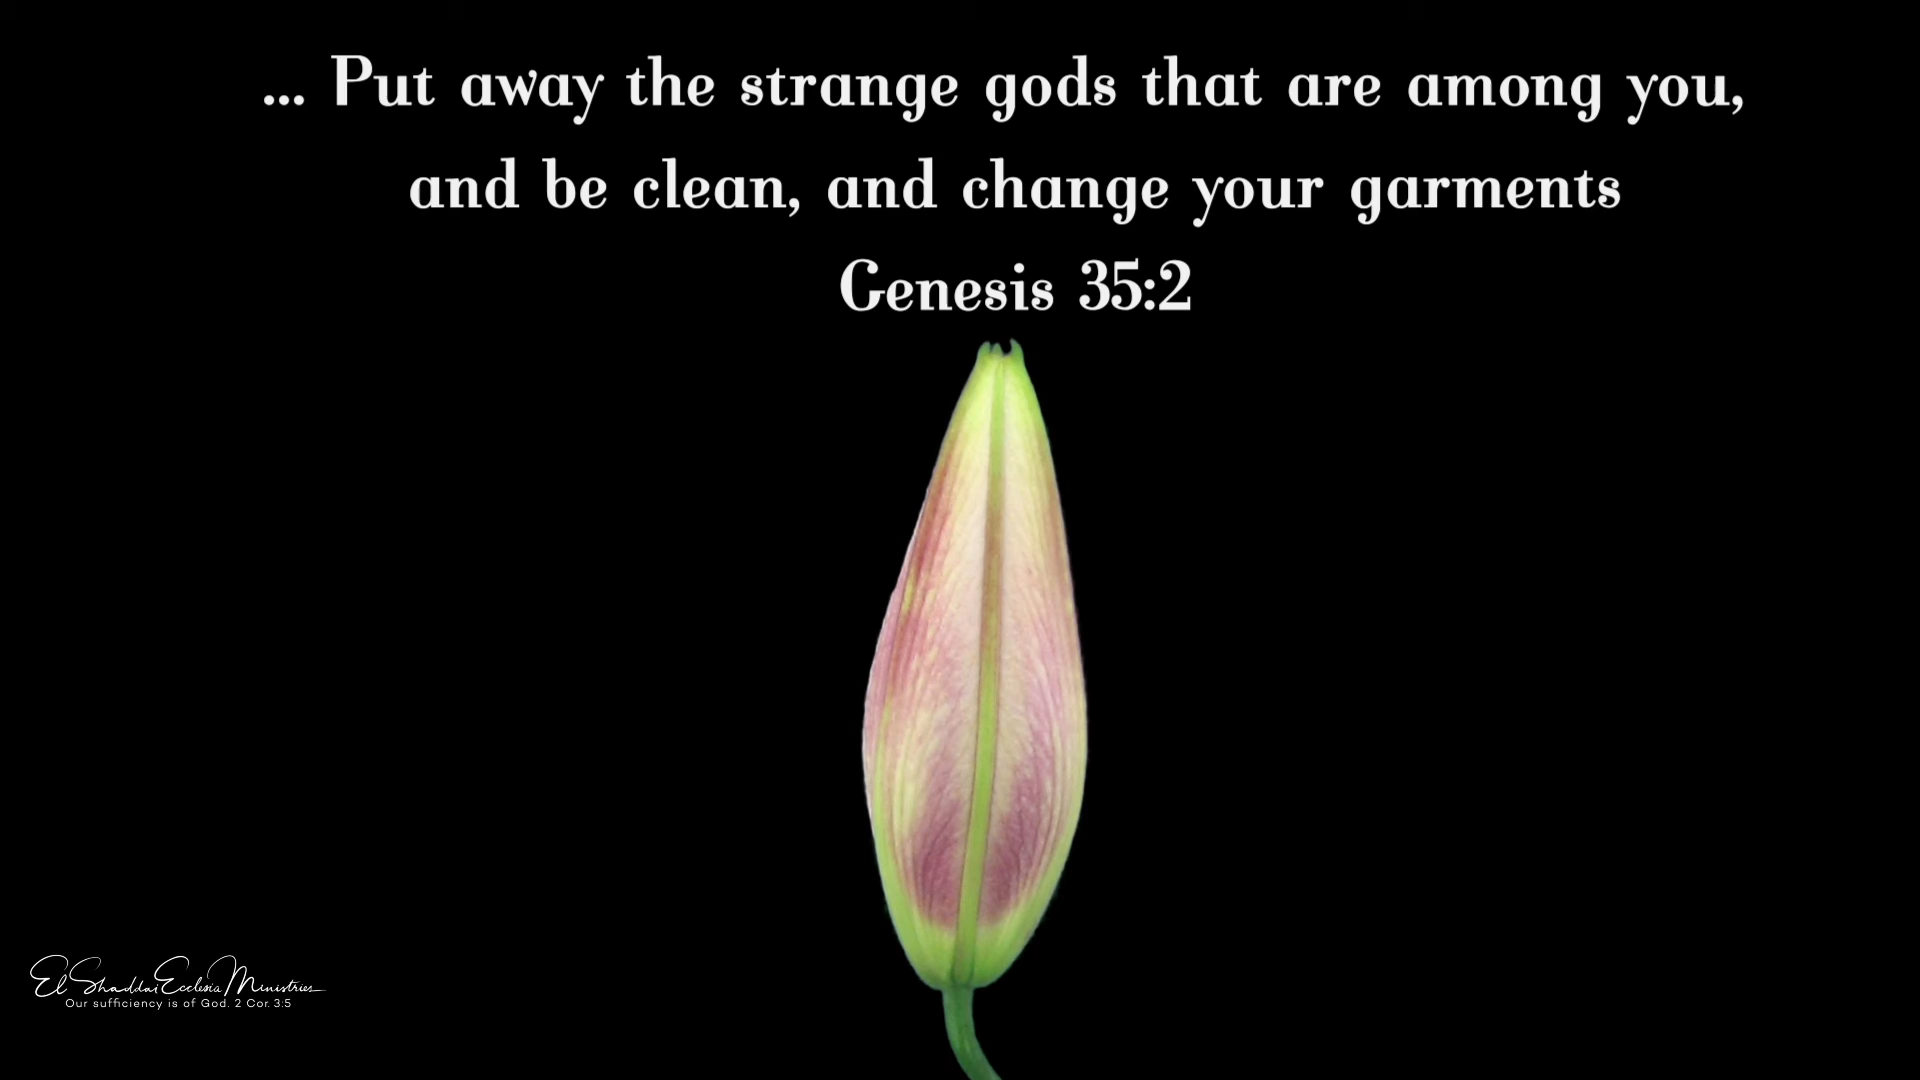 ... Put away the strange gods that are among you,
and be clean, and change your garments
Genesis 35:2
El Shaddai Ecclesia Ministries
Our sufficiency is of God. 2 Cor. 3:5